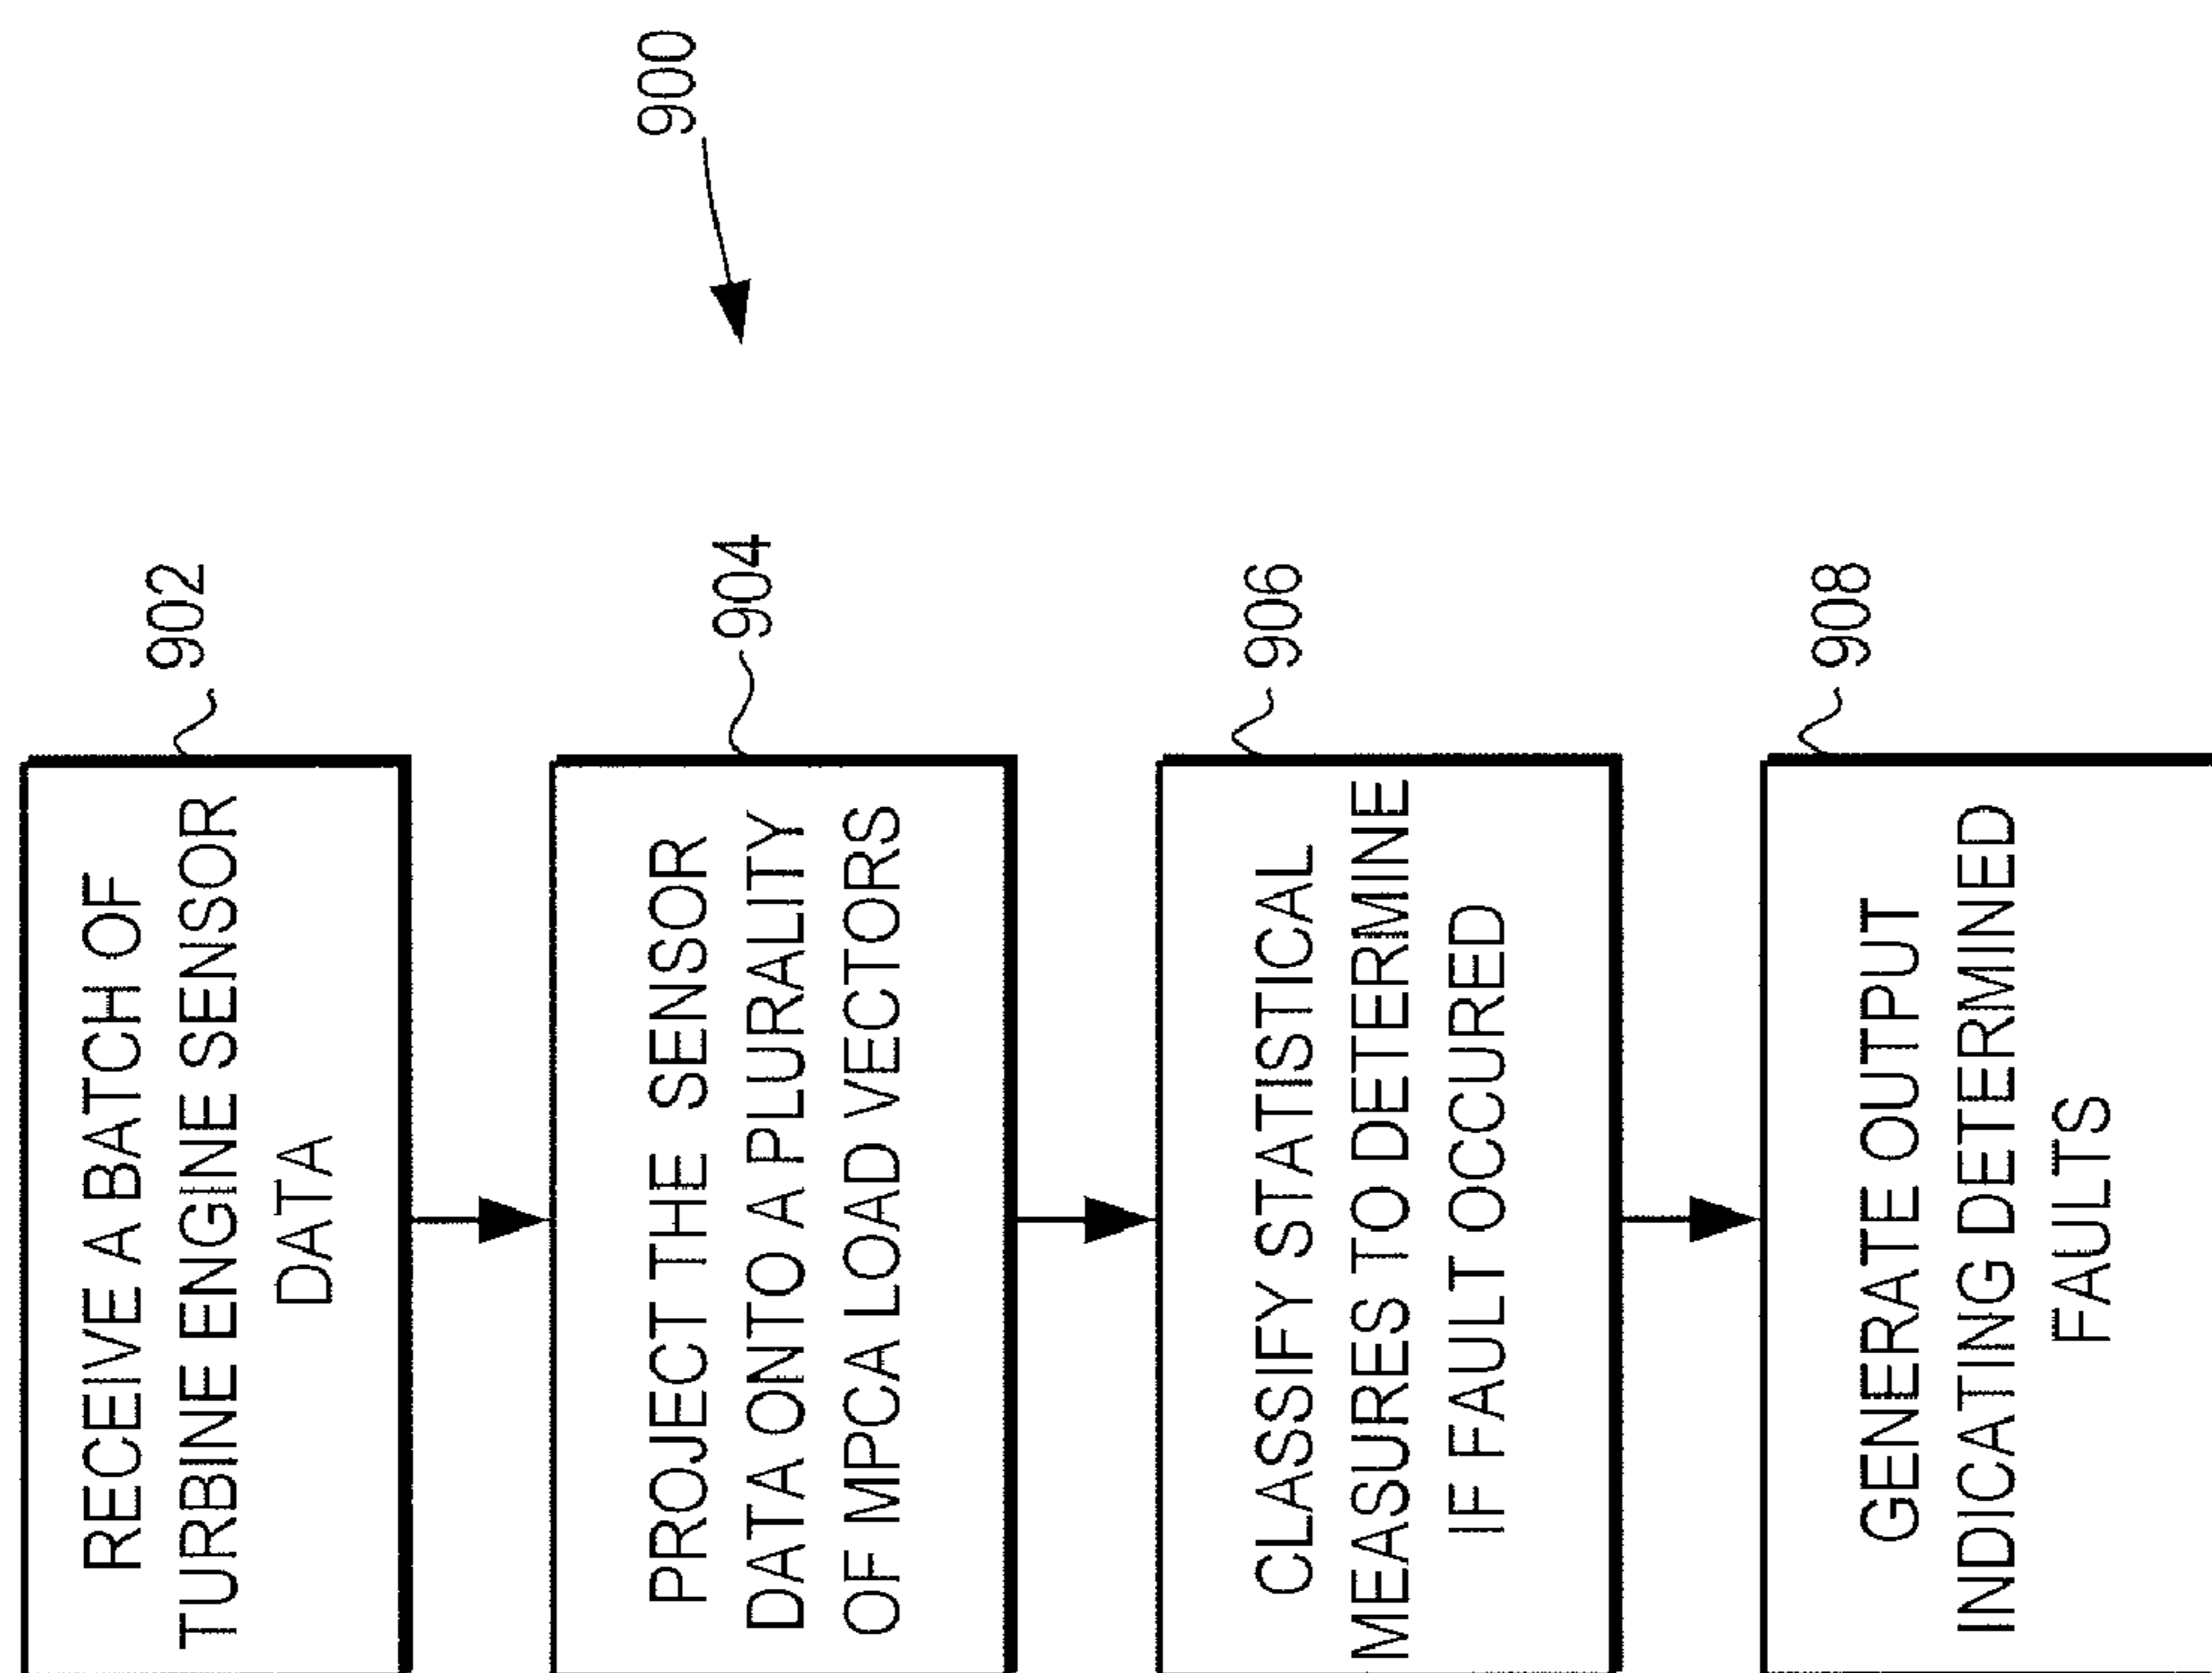 900
RECEIVE A BATCH OF
TURBINE ENGINE SENSOR
DATA
902
PROJECT THE SENSOR
DATA ONTO A PLURALITY
OF MPCA LOAD VECTORS
904
CLASSIFY STATISTICAL
MEASURES TO DETERMINE
IF FAULT OCCURED
906
GENERATE OUTPUT
INDICATING DETERMINED
FAULTS
908